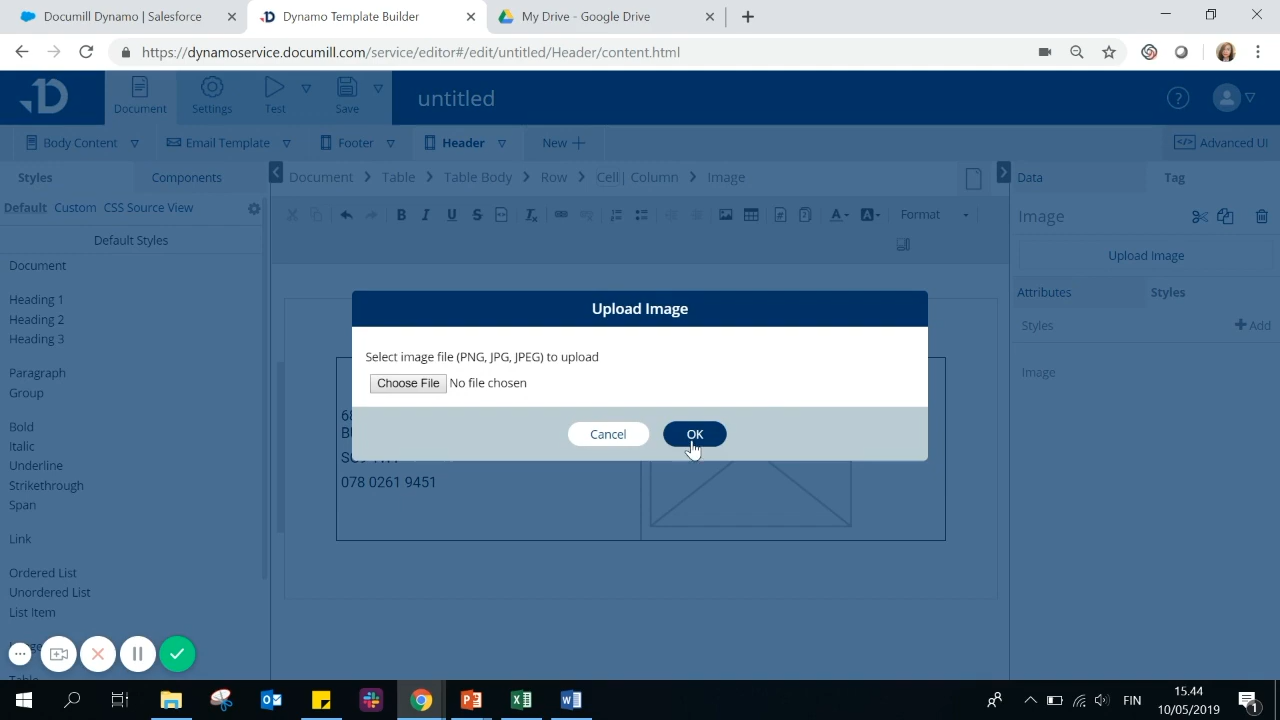 Documill Dynamo | Salesforce
Dynamo Template Builder
My Drive - Google Drive
https://dynamoservice.documill.com/service/editor#/edit/untitled/Header/content.html
Document
Settings
Test
Save
untitled
?
Body Content
Email Template
Footer
Header
New
</> Advanced UI
Styles
Components
Document > Table > Table Body > Row > Cell | Column > Image
Data
Tag
Default Custom CSS Source View
B I U S
A A
Format
Image
Default Styles
Upload Image
Document
Attributes
Styles
Heading 1
Heading 2
Heading 3
Styles
Add
Upload Image
Select image file (PNG, JPG, JPEG) to upload
Choose File No file chosen
Cancel
OK
Image
Paragraph
Group
Bold
Italic
Underline
Strikethrough
Span
Link
Ordered List
Unordered List
List Item
078 0261 9451
FIN
15.44
10/05/2019
1